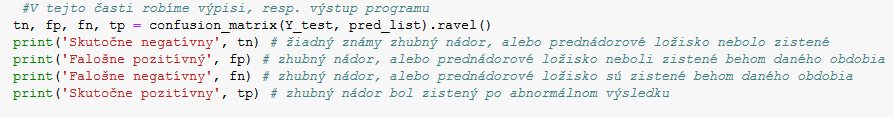 #V tejto časti robíme výpisi, resp. výstup programu
tn, fp, fn, tp = confusion_matrix(Y_test, pred_list).ravel()
print('Skutočne negatívny', tn) # žiadný známy zhubný nádor, alebo prednádorové ložisko nebolo zistené
print('Falošne pozitívný', fp) # zhubný nádor, alebo prednádorové ložisko neboli zistené behom daného obdobia
print('Falošne negatívny', fn) # zhubný nádor, alebo prednádorové ložisko sú zistené behom daného obdobia
print('Skutočne pozitívny', tp) # zhubný nádor bol zistený po abnormálnom výsledku